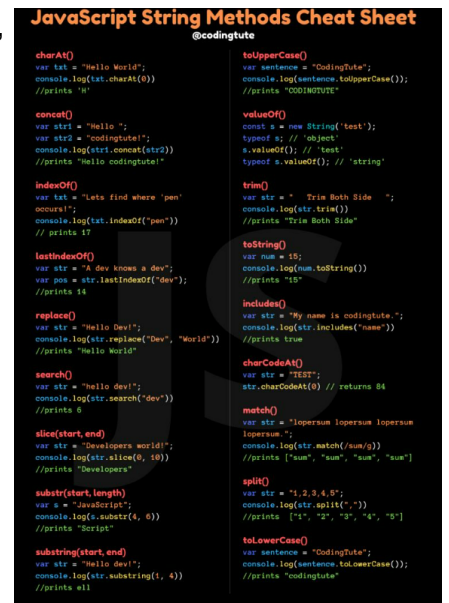 JavaScript String Methods Cheat Sheet
@codingtute
charAt()
var txt = "Hello World";
console.log(txt.charAt(0))
//prints 'H'
concat()
var str1 = "Hello ";
var str2 = "codingtute!";
console.log(str1.concat(str2))
//prints "Hello codingtute!"
indexOf()
var txt = "Lets find where 'pen'
occurs!";
console.log(txt.indexOf("pen"))
// prints 17
lastIndexOf()
var str = "A dev knows a dev";
var pos = str.lastIndexOf("dev");
//prints 14
replace()
var str = "Hello Dev!";
console.log(str.replace("Dev", "World"))
//prints "Hello World"
search()
var str = "hello dev!";
console.log(str.search("dev"))
//prints 6
slice(start, end)
var str = "Developers world!";
console.log(str.slice(0, 10))
//prints "Developers"
substr(start, length)
var s = "JavaScript";
console.log(s.substr(4, 6))
//prints "Script"
substring(start, end)
var str = "Hello dev!";
console.log(str.substring(1, 4))
//prints ell
toUpperCase()
var sentence = "CodingTute";
console.log(sentence.toUpperCase());
//prints "CODINGTUTE"
valueOf()
const s = new String('test');
typeof s; // 'object'
s.valueOf(); // 'test'
typeof s.valueOf(); // 'string'
trim()
var str = "   Trim Both Side   ";
console.log(str.trim())
//prints "Trim Both Side"
toString()
var num = 15;
console.log(num.toString())
//prints "15"
includes()
var str = "My name is codingtute.";
console.log(str.includes("name"))
//prints true
charCodeAt()
var str = "TEST";
str.charCodeAt(0) // returns 84
match()
var str = "lopersum lopersum lopersum
lopersum.";
console.log(str.match(/sum/g))
//prints ["sum", "sum", "sum", "sum"]
split()
var str = "1,2,3,4,5";
console.log(str.split(","))
//prints  ["1", "2", "3", "4", "5"]
toLowerCase()
var sentence = "CodingTute";
console.log(sentence.toLowerCase());
//prints "codingtute"
JS